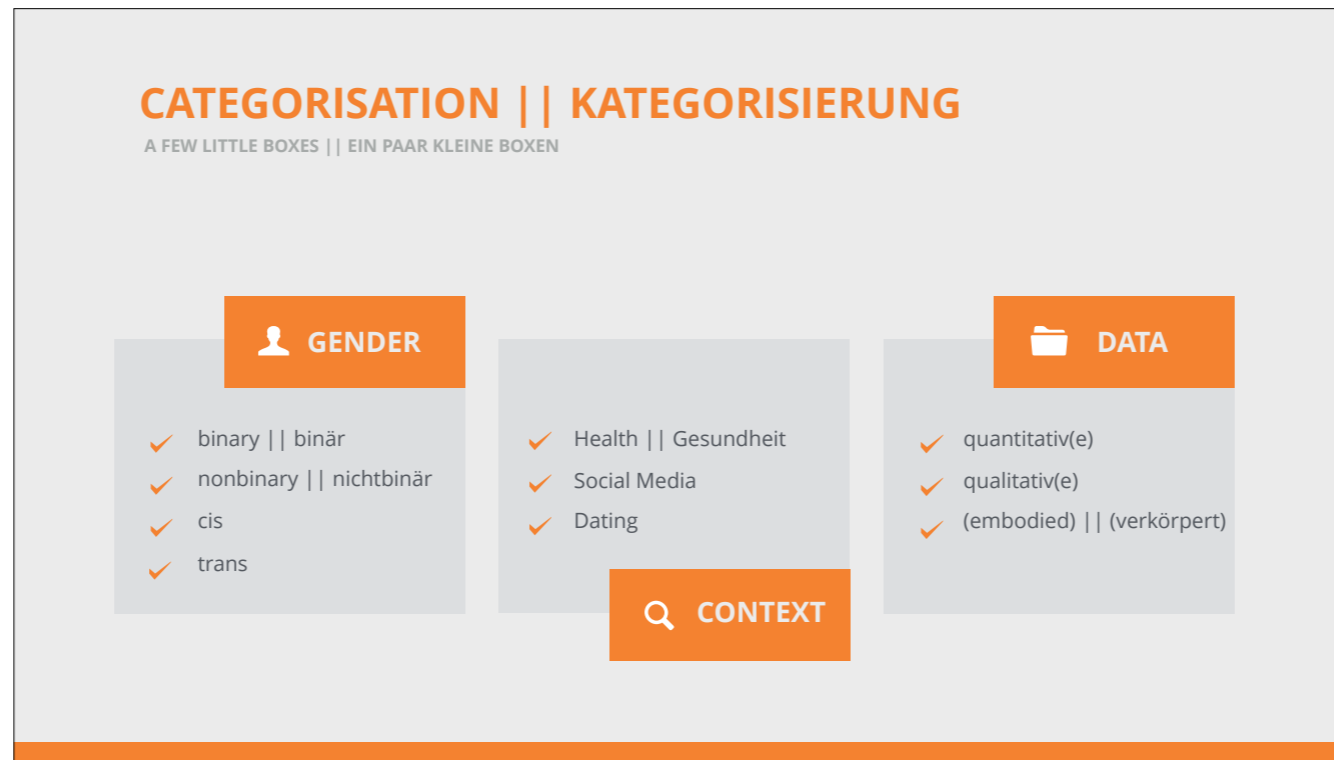 CATEGORISATION || KATEGORISIERUNG
A FEW LITTLE BOXES || EIN PAAR KLEINE BOXEN
GENDER
binary || binär
nonbinary || nichtbinär
cis
trans
Health || Gesundheit
Social Media
Dating
CONTEXT
DATA
quantitativ(e)
qualitativ(e)
(embodied) || (verkörpert)